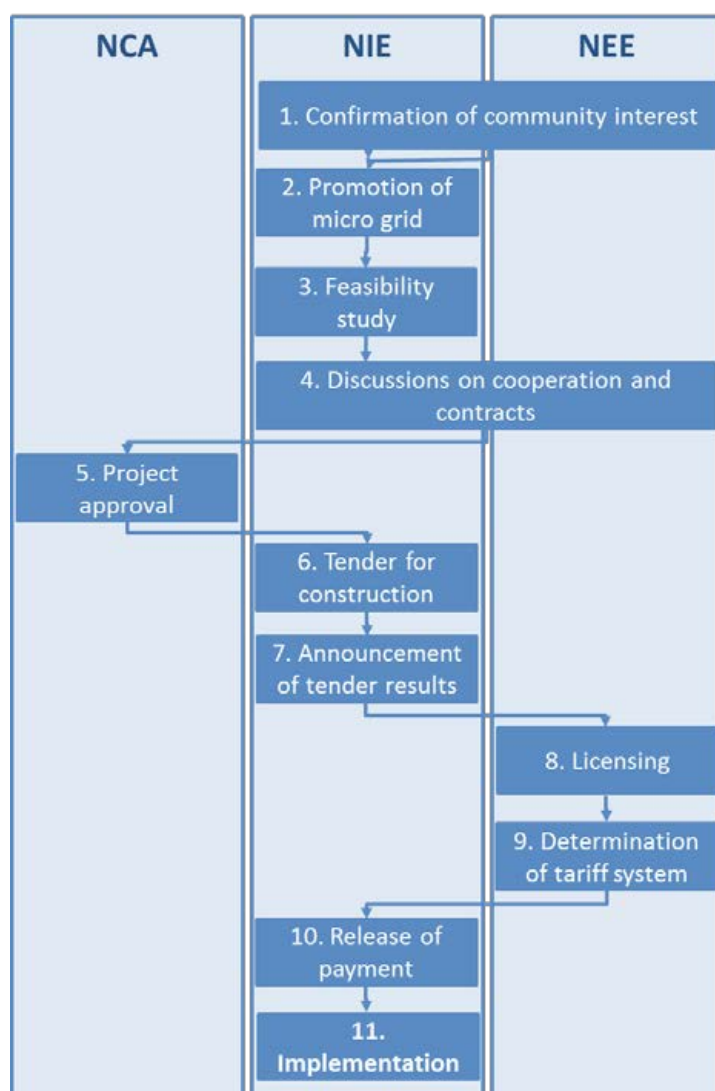 NCA
NIE
NEE
1. Confirmation of community interest
2. Promotion of
micro grid
3. Feasibility
study
4. Discussions on cooperation and
contracts
5. Project
approval
6. Tender for
construction
7. Announcement
of tender results
8. Licensing
9. Determination
of tariff system
10. Release of
payment
11.
Implementation